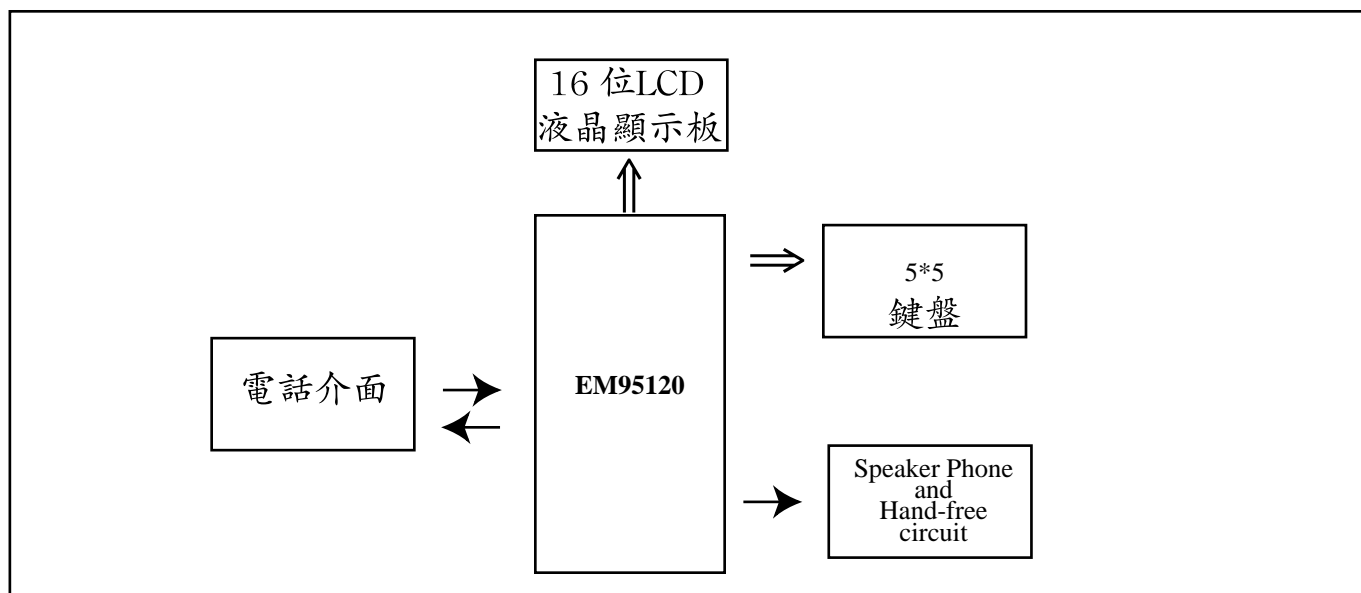 16 位LCD
液晶顯示板
5*5
鍵盤
電話介面
EM95120
Speaker Phone
and
Hand-free
circuit